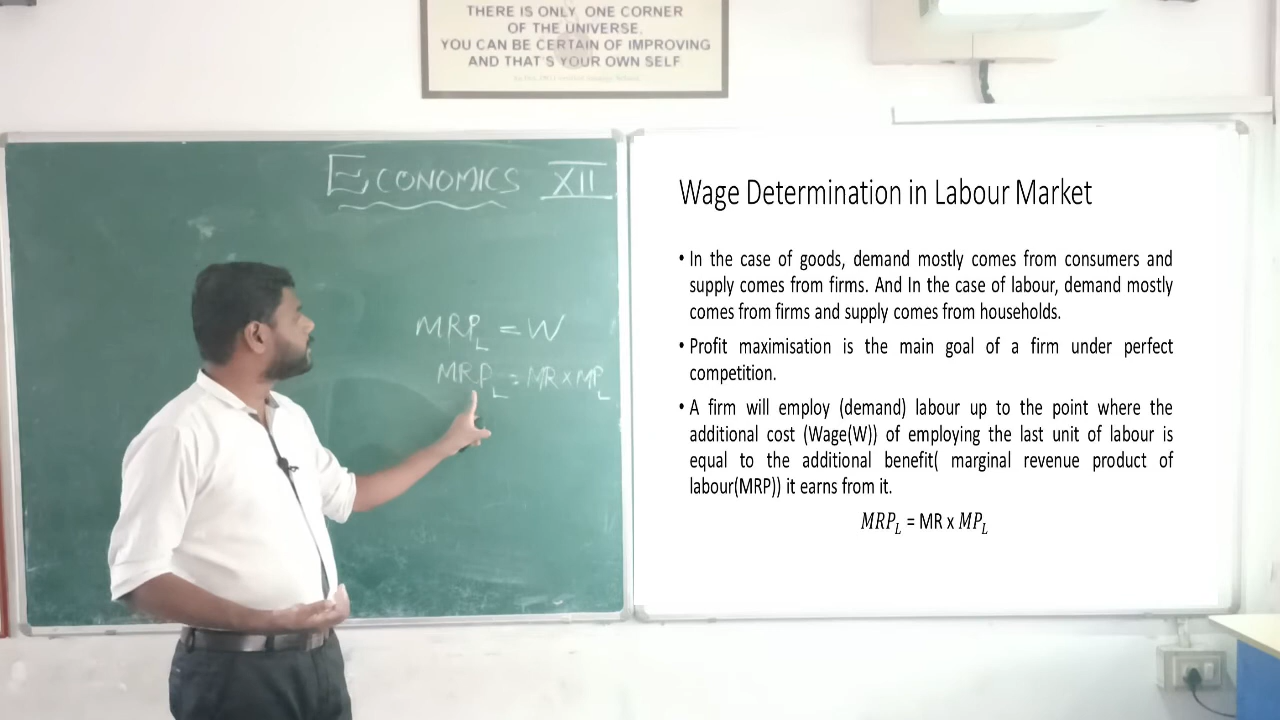 THERE IS ONLY ONE CORNER
OF THE UNIVERSE,
YOU CAN BE CERTAIN OF IMPROVING
AND THAT'S YOUR OWN SELF
ECONOMICS XII
MRP_L = W
MRP_L = MR x MP_L
Wage Determination in Labour Market
• In the case of goods, demand mostly comes from consumers and
supply comes from firms. And In the case of labour, demand mostly
comes from firms and supply comes from households.
• Profit maximisation is the main goal of a firm under perfect
competition.
• A firm will employ (demand) labour up to the point where the
additional cost (Wage(W)) of employing the last unit of labour is
equal to the additional benefit( marginal revenue product of
labour(MRP)) it earns from it.
MRP_L = MR x MP_L